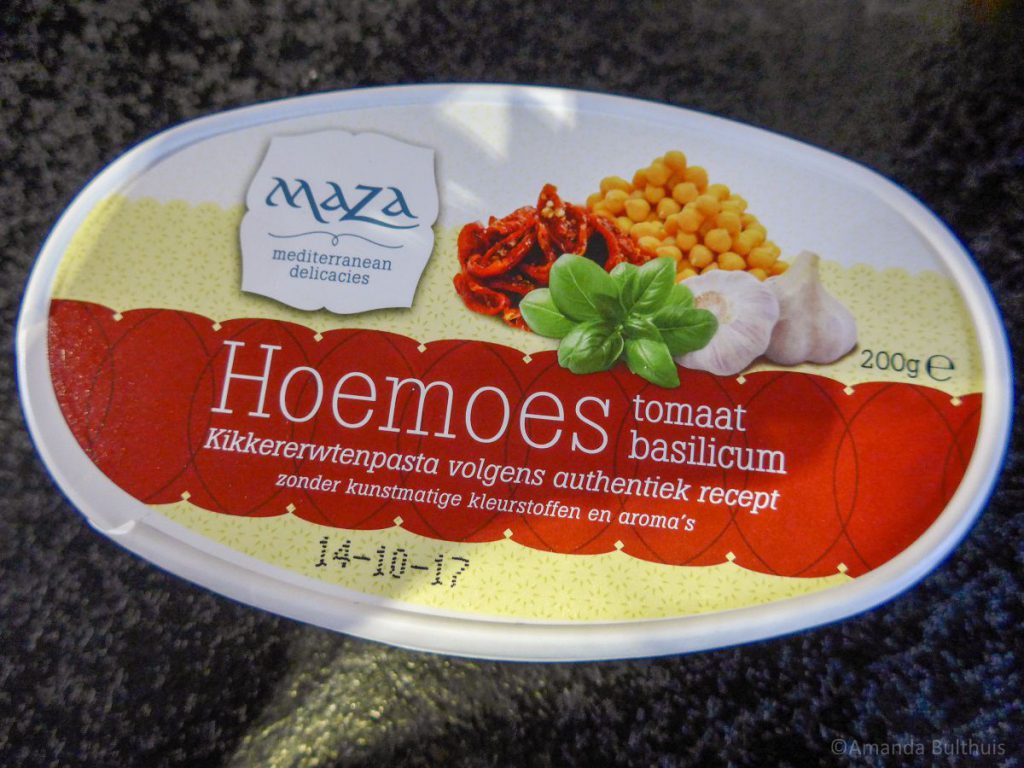 maza
mediterranean
delicacies
200g ℮
Hoemoes
tomaat
basilicum
Kikkererwtenpasta volgens authentiek recept
zonder kunstmatige kleurstoffen en aroma's
14-10-17
©Amanda Bulthuis